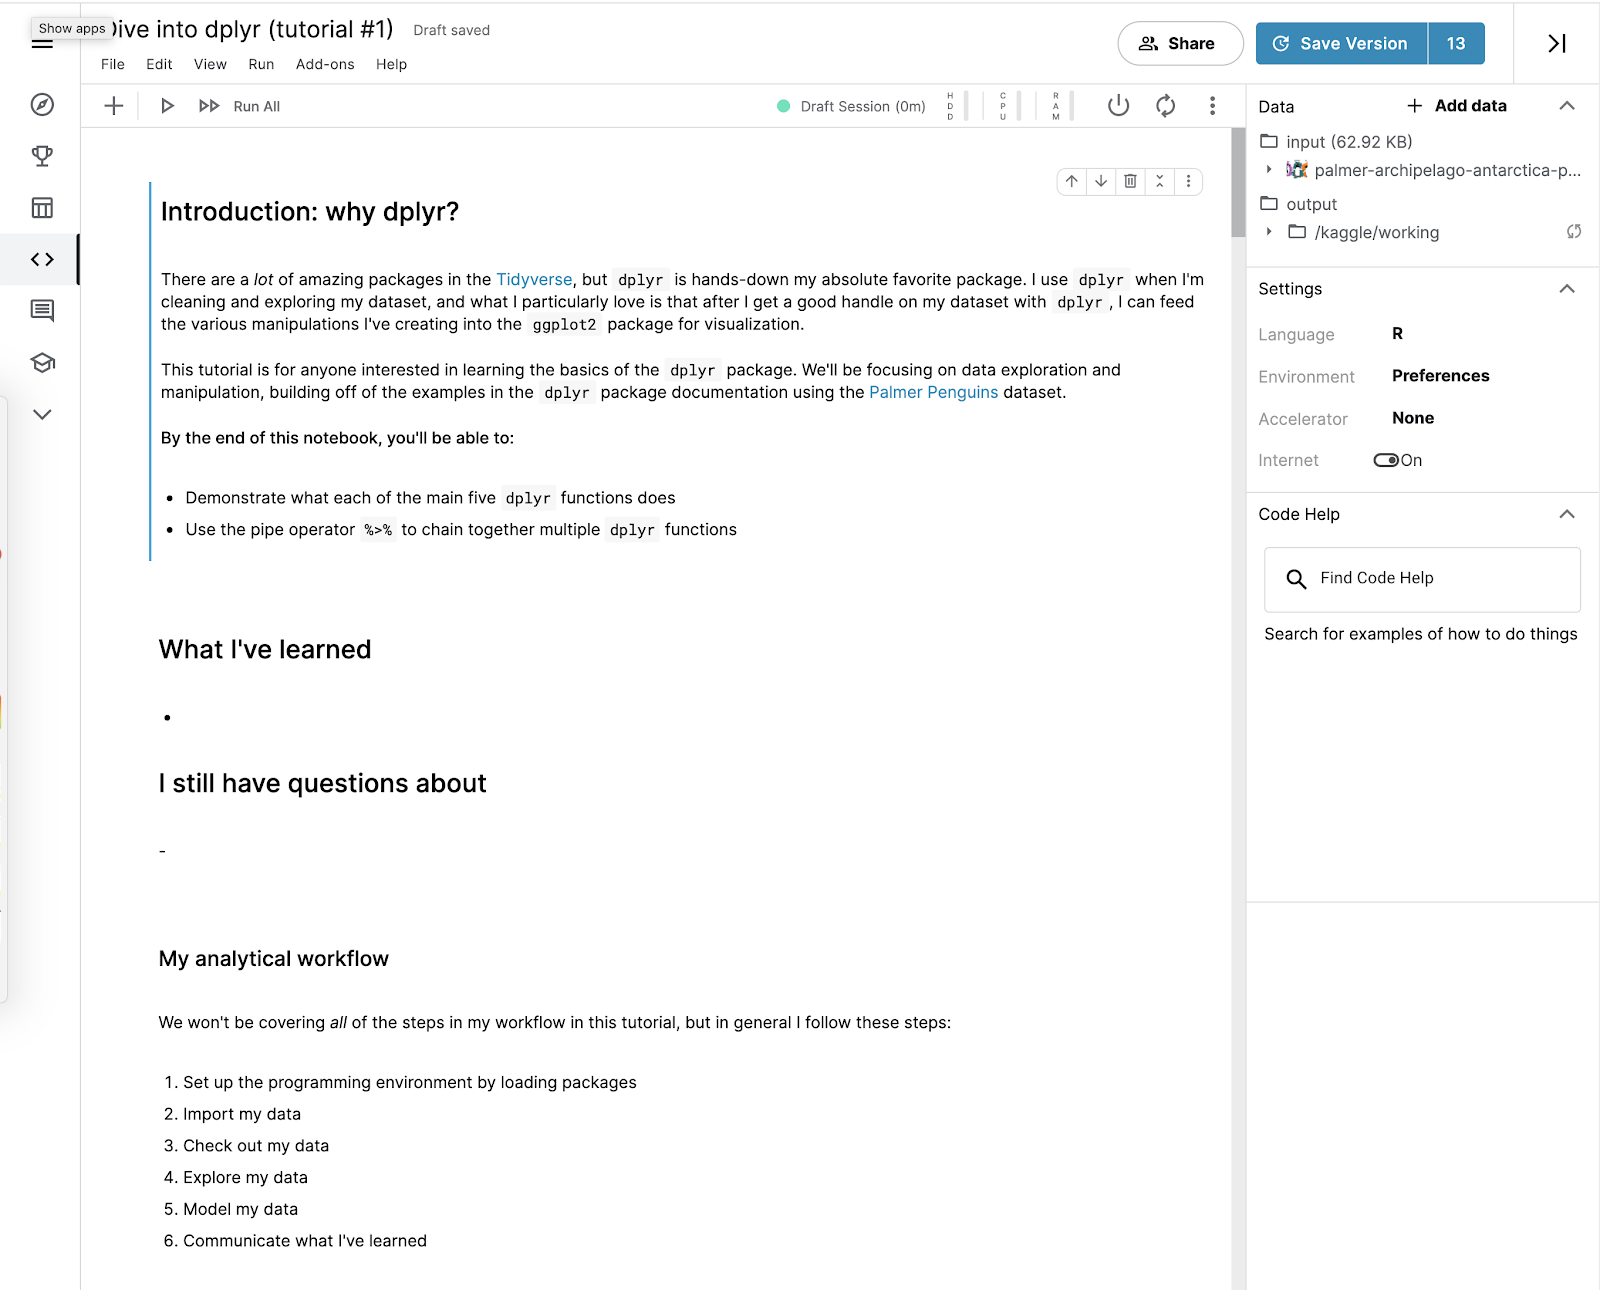 Show apps
Dive into dplyr (tutorial #1)
Draft saved
Share
Save Version
13
File Edit View Run Add-ons Help
Run All
Draft Session (0m)
HDD
CPU
RAM
Introduction: why dplyr?
There are a lot of amazing packages in the Tidyverse, but dplyr is hands-down my absolute favorite package. I use dplyr when I'm
cleaning and exploring my dataset, and what I particularly love is that after I get a good handle on my dataset with dplyr , I can feed
the various manipulations I've creating into the ggplot2 package for visualization.
This tutorial is for anyone interested in learning the basics of the dplyr package. We'll be focusing on data exploration and
manipulation, building off of the examples in the dplyr package documentation using the Palmer Penguins dataset.
By the end of this notebook, you'll be able to:
• Demonstrate what each of the main five dplyr functions does
• Use the pipe operator %>% to chain together multiple dplyr functions
What I've learned
•
I still have questions about
-
My analytical workflow
We won't be covering all of the steps in my workflow in this tutorial, but in general I follow these steps:
1. Set up the programming environment by loading packages
2. Import my data
3. Check out my data
4. Explore my data
5. Model my data
6. Communicate what I've learned
Data
+ Add data
input (62.92 KB)
palmer-archipelago-antarctica-p...
output
/kaggle/working
Settings
Language R
Environment Preferences
Accelerator None
Internet On
Code Help
Find Code Help
Search for examples of how to do things